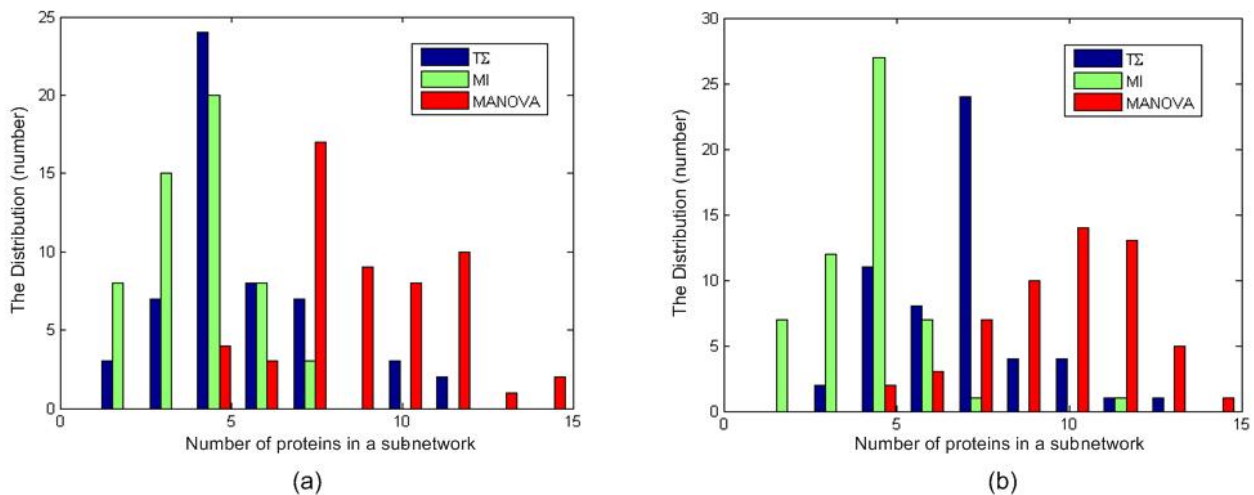 25
20
15
10
5
0
The Distribution (number)
TΣ
MI
MANOVA
0 5 10 15
Number of proteins in a subnetwork
(a)
30
25
20
15
10
5
0
The Distribution (number)
TΣ
MI
MANOVA
0 5 10 15
Number of proteins in a subnetwork
(b)